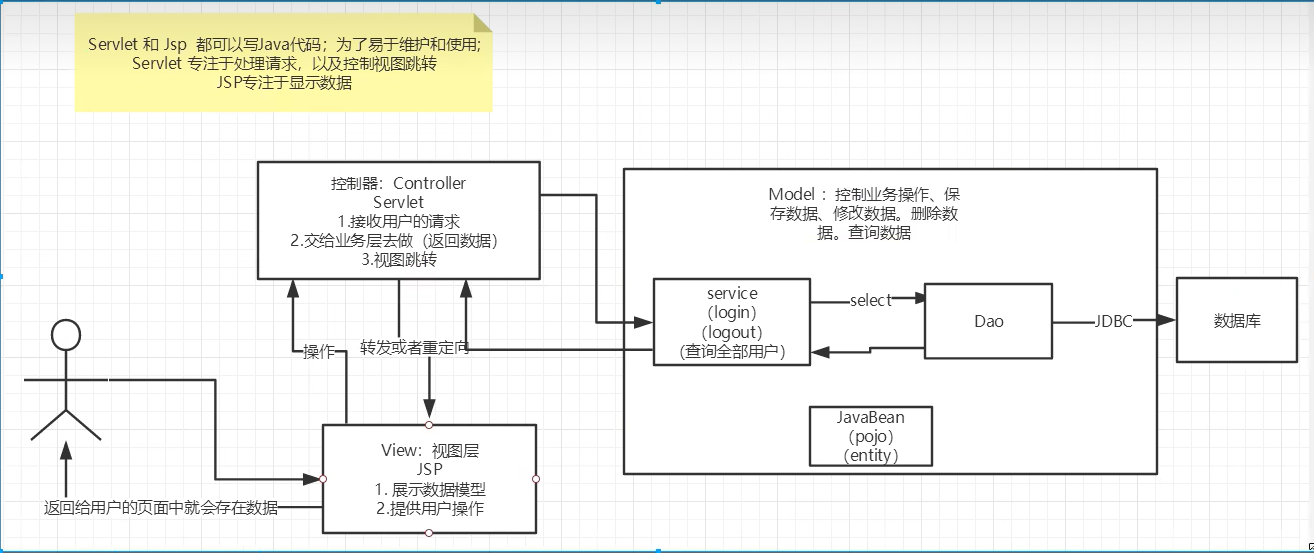 Servlet 和 Jsp 都可以写Java代码；为了易于维护和使用;
Servlet 专注于处理请求，以及控制视图跳转
JSP专注于显示数据
控制器：Controller
Servlet
1.接收用户的请求
2.交给业务层去做（返回数据）
3.视图跳转
Model ：控制业务操作、保
存数据、修改数据。删除数
据。查询数据
service
（login）
（logout）
（查询全部用户）
select
Dao
JDBC
数据库
操作
转发或者重定向
JavaBean
（pojo）
（entity）
View：视图层
JSP
1. 展示数据模型
2.提供用户操作
返回给用户的页面中就会存在数据